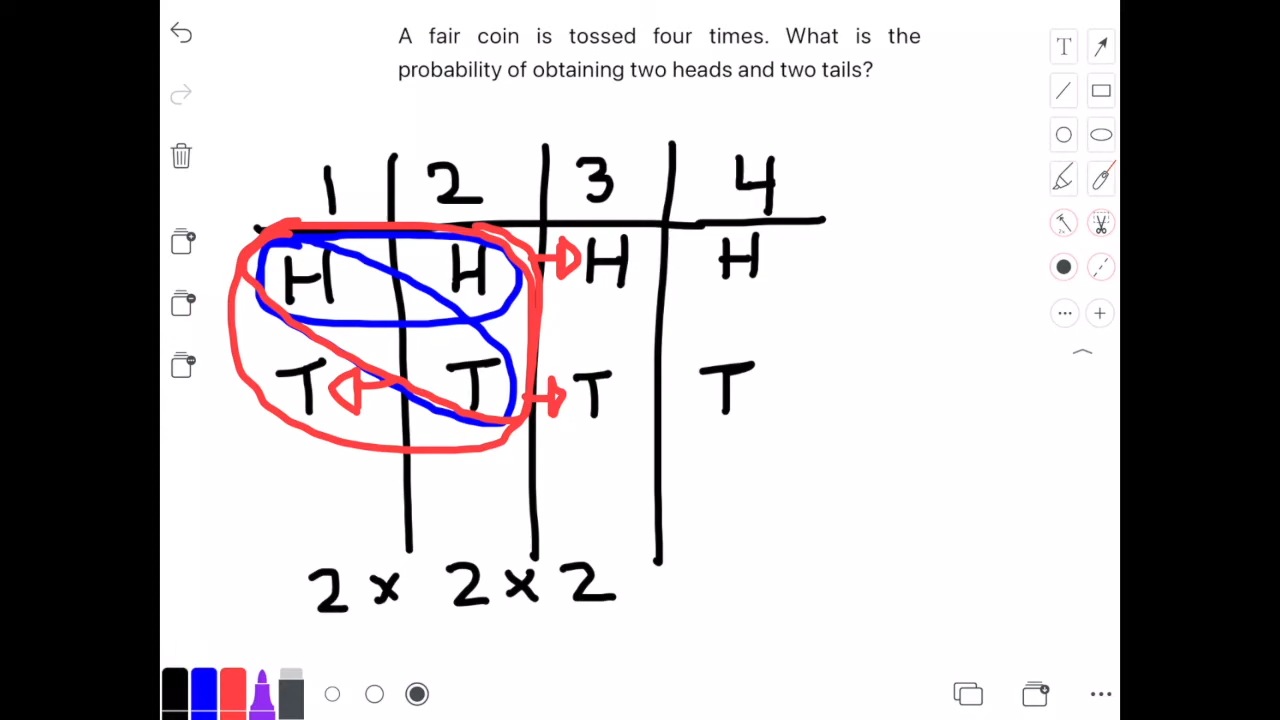 A fair coin is tossed four times. What is the
probability of obtaining two heads and two tails?
1 2 3 4
H H H H
T T T T
2 x 2 x 2